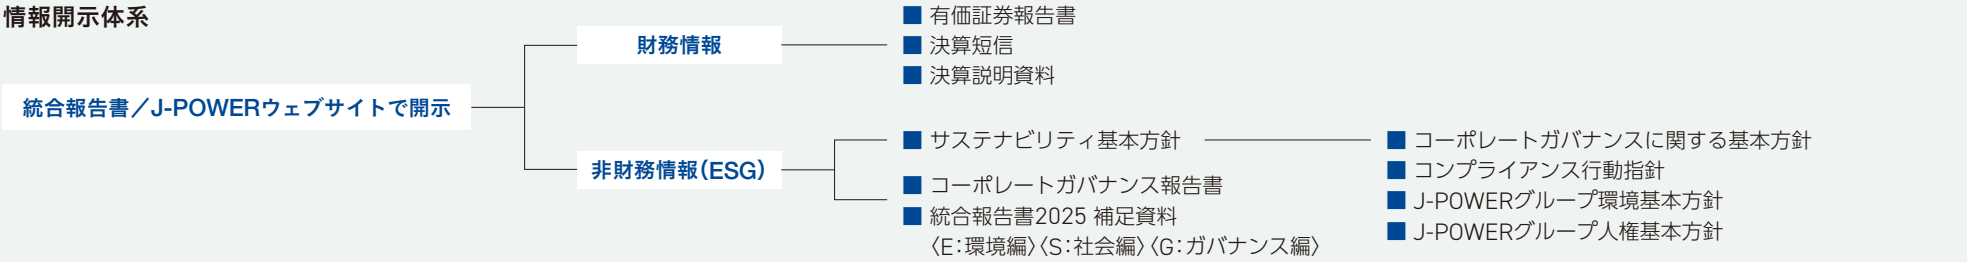 情報開示体系
統合報告書／J-POWERウェブサイトで開示
財務情報
■ 有価証券報告書
■ 決算短信
■ 決算説明資料
非財務情報（ESG）
■ サステナビリティ基本方針
■ コーポレートガバナンス報告書
■ 統合報告書2025 補足資料
〈E：環境編〉〈S：社会編〉〈G：ガバナンス編〉
■ コーポレートガバナンスに関する基本方針
■ コンプライアンス行動指針
■ J-POWERグループ環境基本方針
■ J-POWERグループ人権基本方針